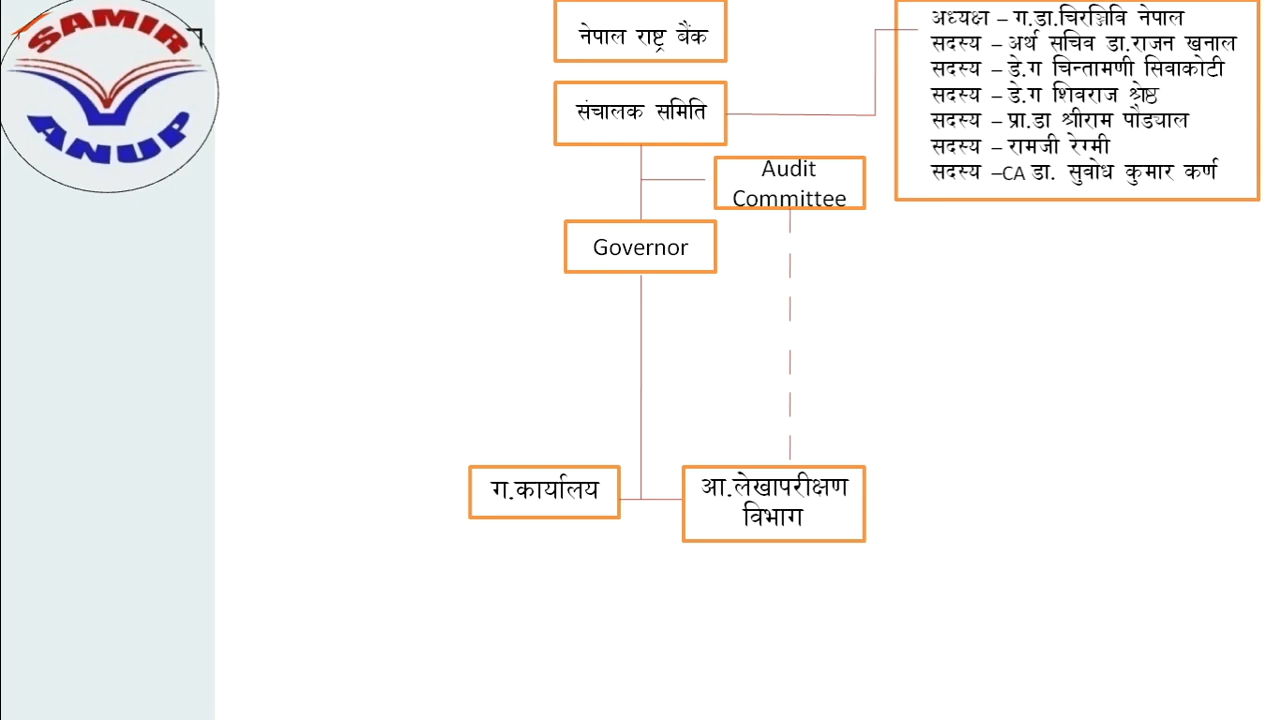 SAMIR
ANUP
नेपाल राष्ट्र बैंक
संचालक समिति
अध्यक्ष – ग.डा.चिरञ्जिवि नेपाल
सदस्य – अर्थ सचिव डा.राजन खनाल
सदस्य – डे.ग चिन्तामणी सिवाकोटी
सदस्य – डे.ग शिवराज श्रेष्ठ
सदस्य – प्रा.डा श्रीराम पौड्याल
सदस्य – रामजी रेग्मी
सदस्य –CA डा. सुवोध कुमार कर्ण
Audit
Committee
Governor
ग.कार्यालय
आ.लेखापरीक्षण
विभाग